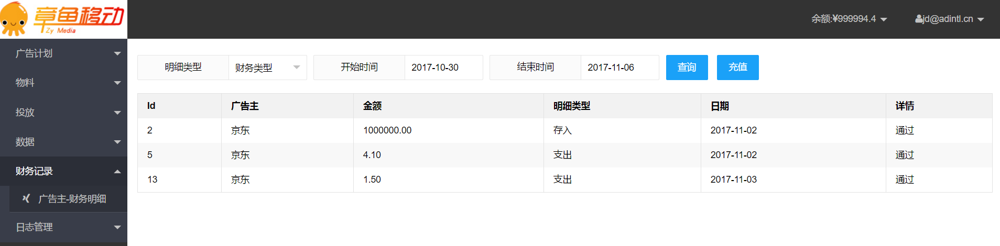 章鱼移动
Zy Media
余额:¥999994.4
jd@adintl.cn
广告计划
物料
投放
数据
财务记录
广告主-财务明细
日志管理
明细类型 财务类型 开始时间 2017-10-30 结束时间 2017-11-06 查询 充值
Id 广告主 金额 明细类型 日期 详情
2 京东 1000000.00 存入 2017-11-02 通过
5 京东 4.10 支出 2017-11-02 通过
13 京东 1.50 支出 2017-11-03 通过